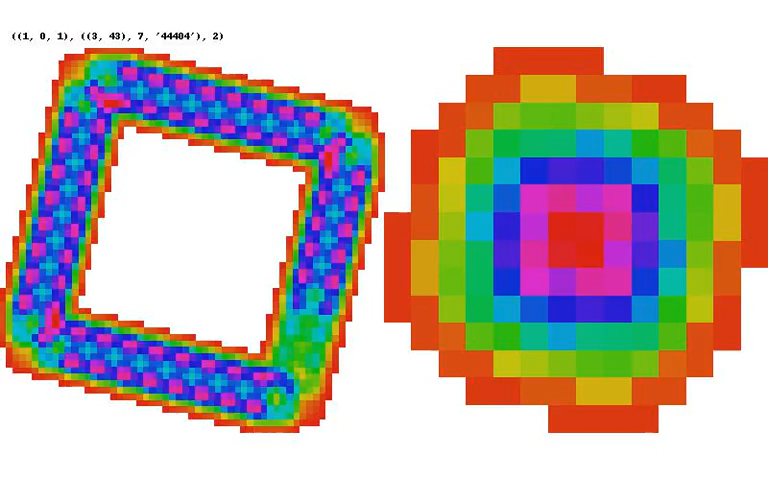 ((1, 0, 1), ((3, 43), 7, '44404'), 2)